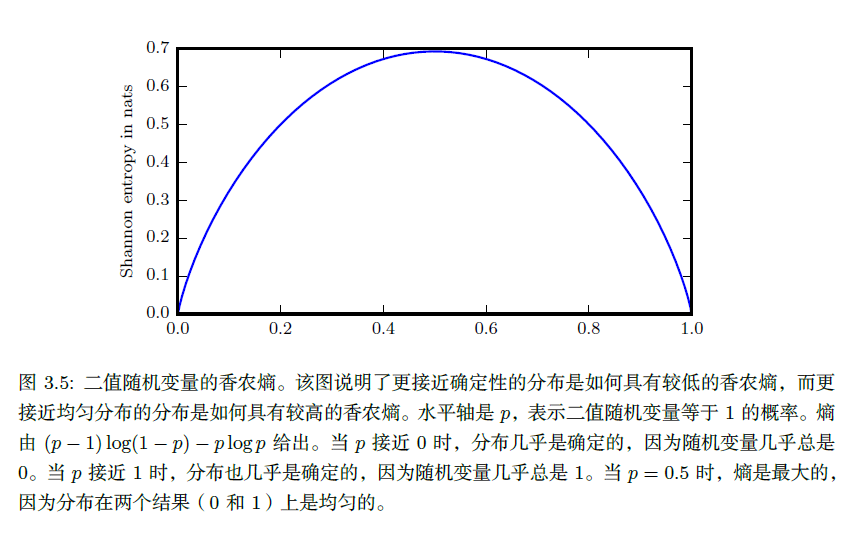 0.7
0.6
0.5
0.4
0.3
0.2
0.1
0.0
Shannon entropy in nats
0.0 0.2 0.4 0.6 0.8 1.0
图 3.5: 二值随机变量的香农熵。该图说明了更接近确定性的分布是如何具有较低的香农熵，而更
接近均匀分布的分布是如何具有较高的香农熵。水平轴是 p，表示二值随机变量等于 1 的概率。熵
由 (p − 1) log(1 − p) − p log p 给出。当 p 接近 0 时，分布几乎是确定的，因为随机变量几乎总是
0。当 p 接近 1 时，分布也几乎是确定的，因为随机变量几乎总是 1。当 p = 0.5 时，熵是最大的，
因为分布在两个结果（0 和 1）上是均匀的。